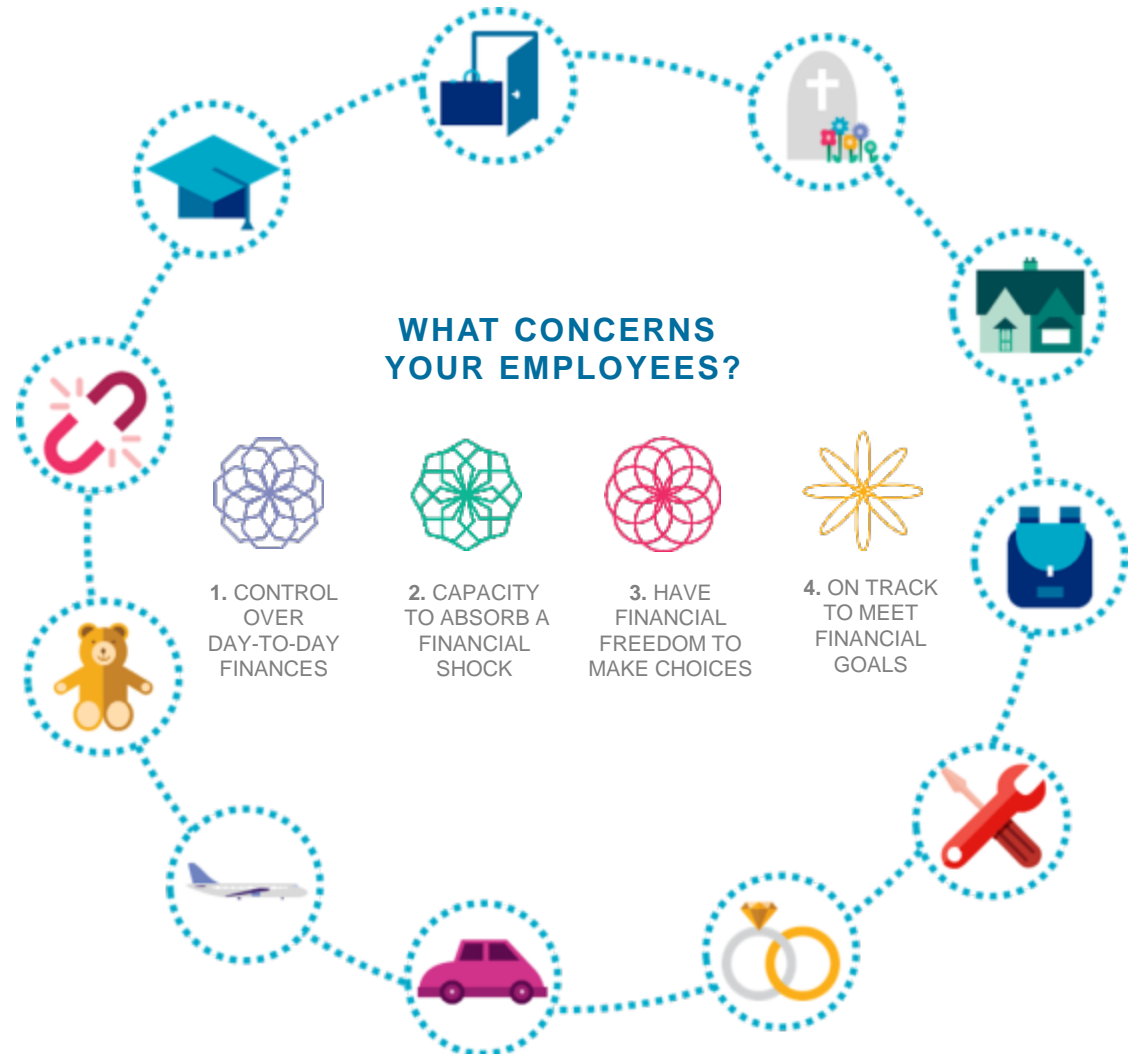 WHAT CONCERNS
YOUR EMPLOYEES?
1. CONTROL
OVER
DAY-TO-DAY
FINANCES
2. CAPACITY
TO ABSORB A
FINANCIAL
SHOCK
3. HAVE
FINANCIAL
FREEDOM TO
MAKE CHOICES
4. ON TRACK
TO MEET
FINANCIAL
GOALS